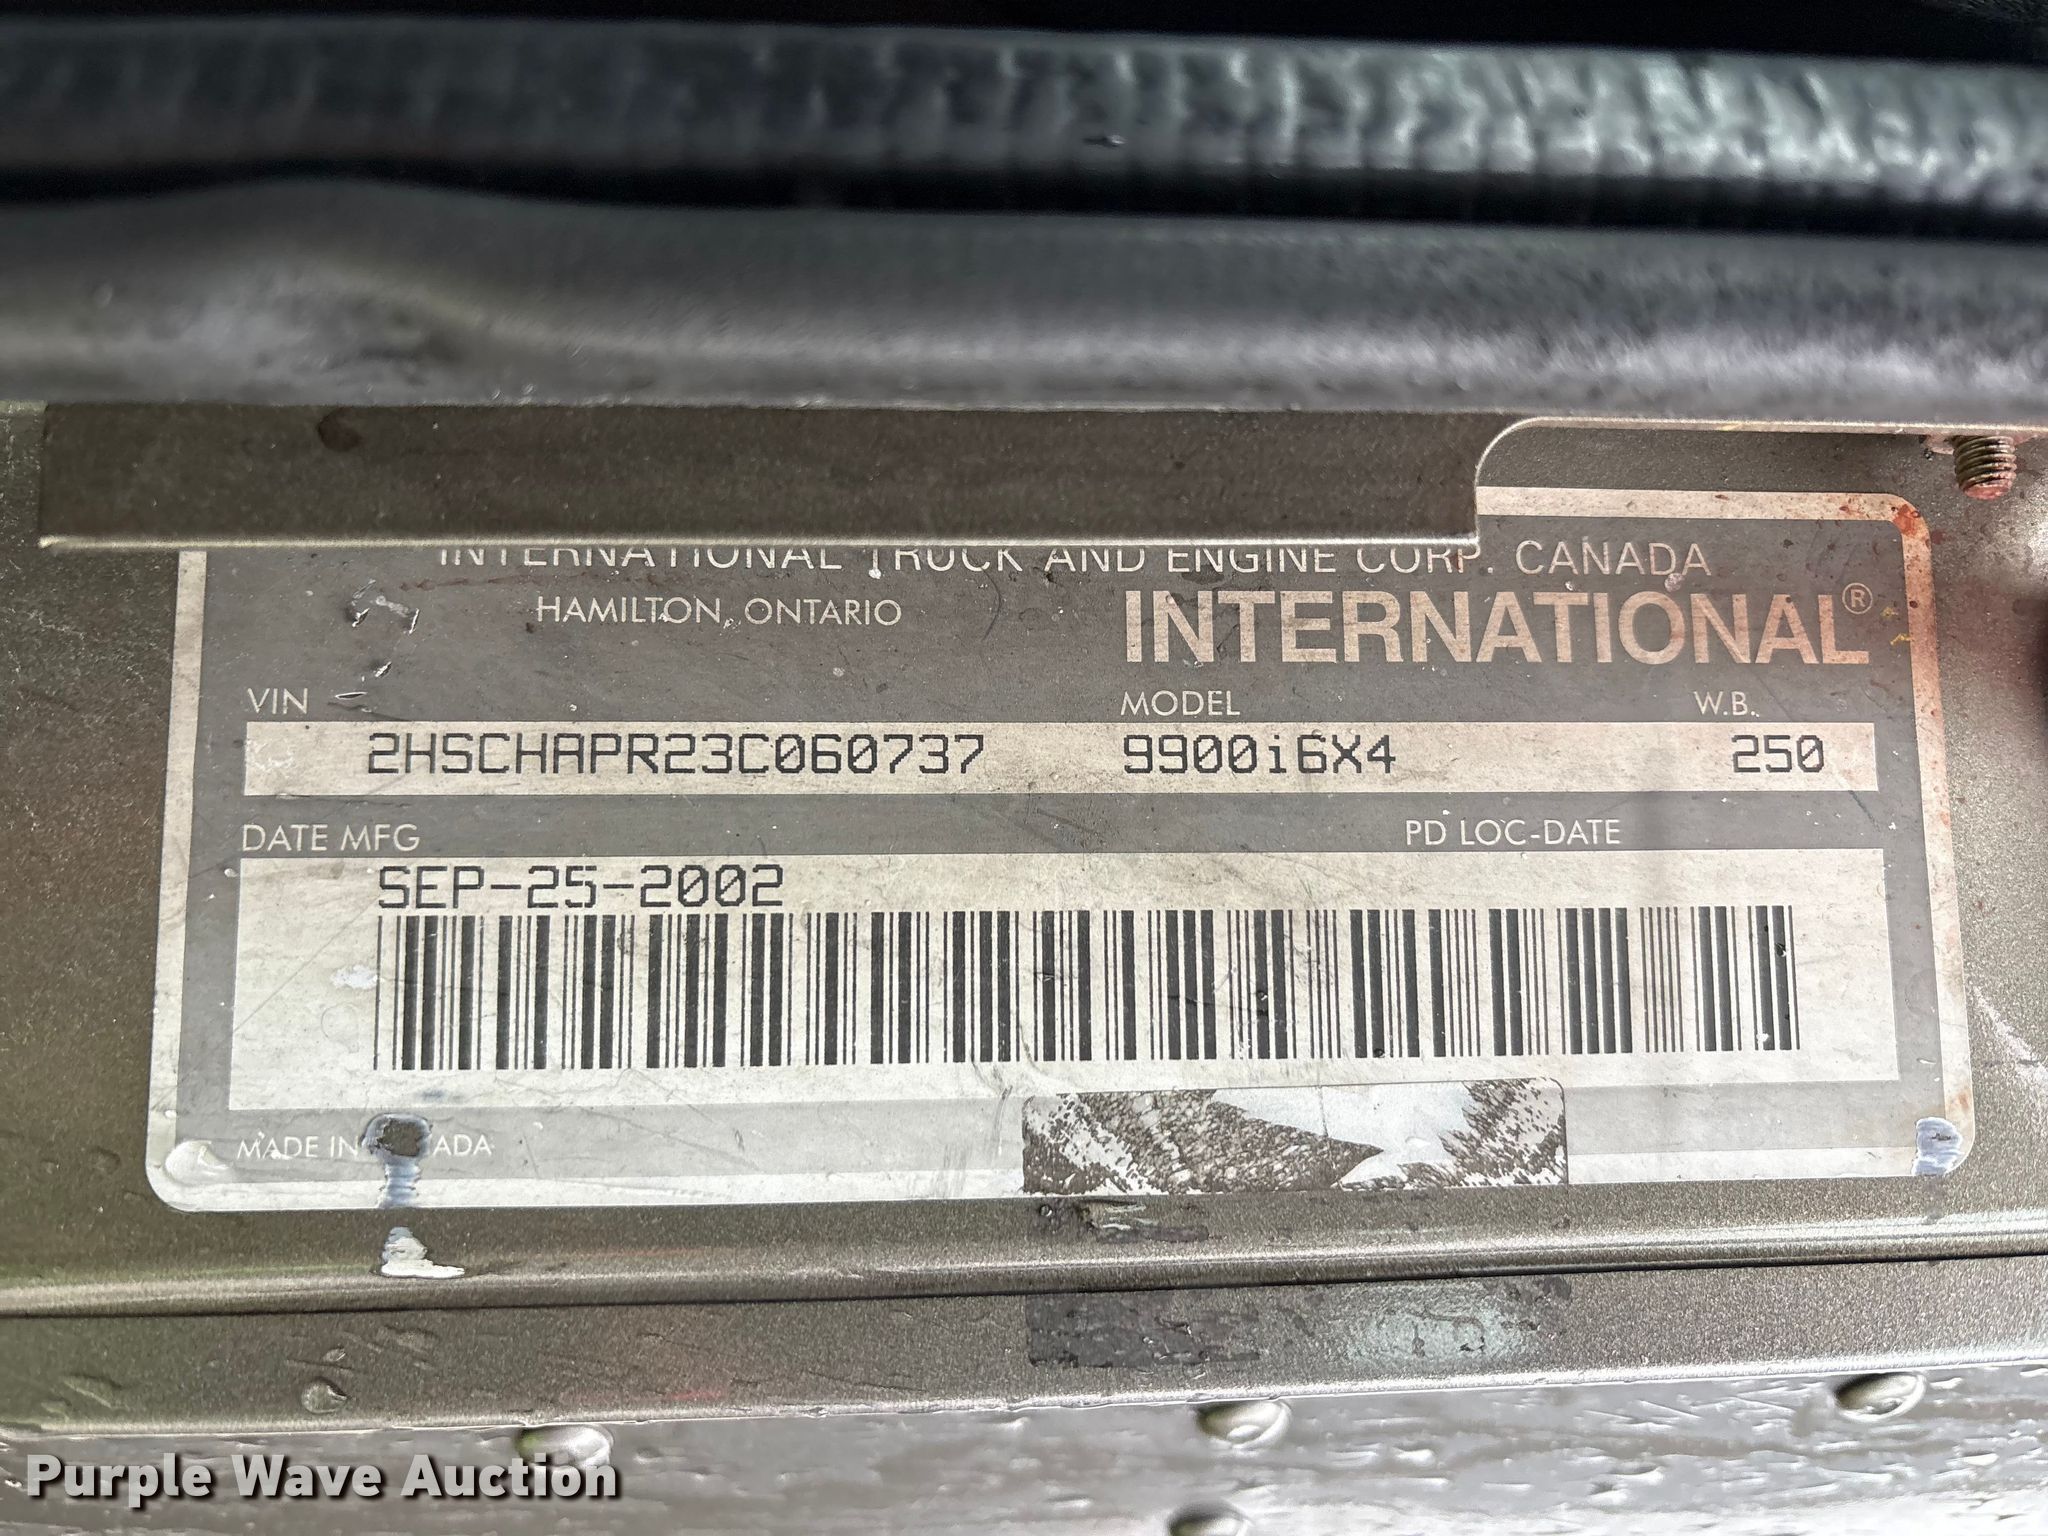 INTERNATIONAL TRUCK AND ENGINE CORP. CANADA
HAMILTON, ONTARIO
INTERNATIONAL®
VIN MODEL W.B.
2HSCHAPR23C060737 9900i6X4 250
DATE MFG PD LOC-DATE
SEP-25-2002
MADE IN CANADA
Purple Wave Auction